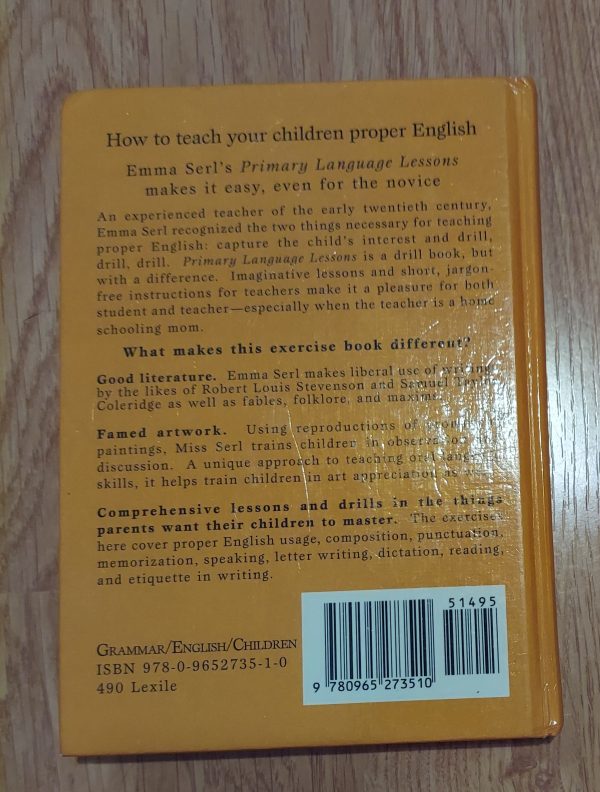 How to teach your children proper English
Emma Serl's Primary Language Lessons
makes it easy, even for the novice
An experienced teacher of the early twentieth century,
Emma Serl recognized the two things necessary for teaching
proper English: capture the child's interest and drill,
drill, drill. Primary Language Lessons is a drill book, but
with a difference. Imaginative lessons and short, jargon-
free instructions for teachers make it a pleasure for both
student and teacher—especially when the teacher is a home
schooling mom.
What makes this exercise book different?
Good literature. Emma Serl makes liberal use of writing
by the likes of Robert Louis Stevenson and Samuel Taylor
Coleridge as well as fables, folklore, and maxims.
Famed artwork. Using reproductions of
paintings, Miss Serl trains children in observation and
discussion. A unique approach to teaching oral language
skills, it helps train children in art appreciation as well.
Comprehensive lessons and drills in the things
parents want their children to master. The exercises
here cover proper English usage, composition, punctuation,
memorization, speaking, letter writing, dictation, reading,
and etiquette in writing.
GRAMMAR/ENGLISH/CHILDREN
ISBN 978-0-9652735-1-0
490 Lexile
51495
9 780965 273510